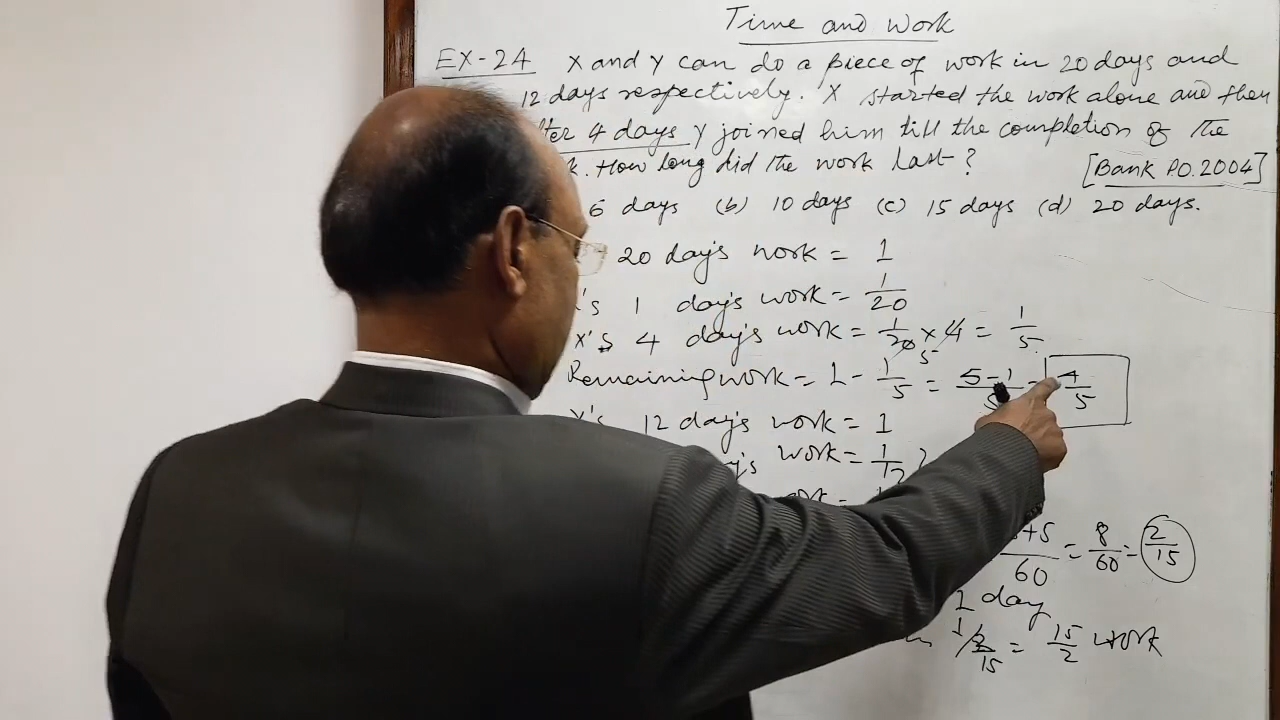 Time and work
EX-24 X and Y can do a piece of work in 20 days and
12 days respectively. X started the work alone and then
ter 4 days Y joined him till the completion of the
k. How long did the work last?
[Bank P.O. 2004]
6 days (b) 10 days (c) 15 days (d) 20 days.
20 day's work = 1
's 1 day's work = 1/20
X's 4 day's work = 1/20 × 4 = 1/5
5
Remaining work = 1 - 1/5 = 5-1/5 = 4/5
12 day's work = 1
y's work = 1/12
work =
+5/60 = 8/60 = 2/15
1 day
1/2/15 = 15/2 work